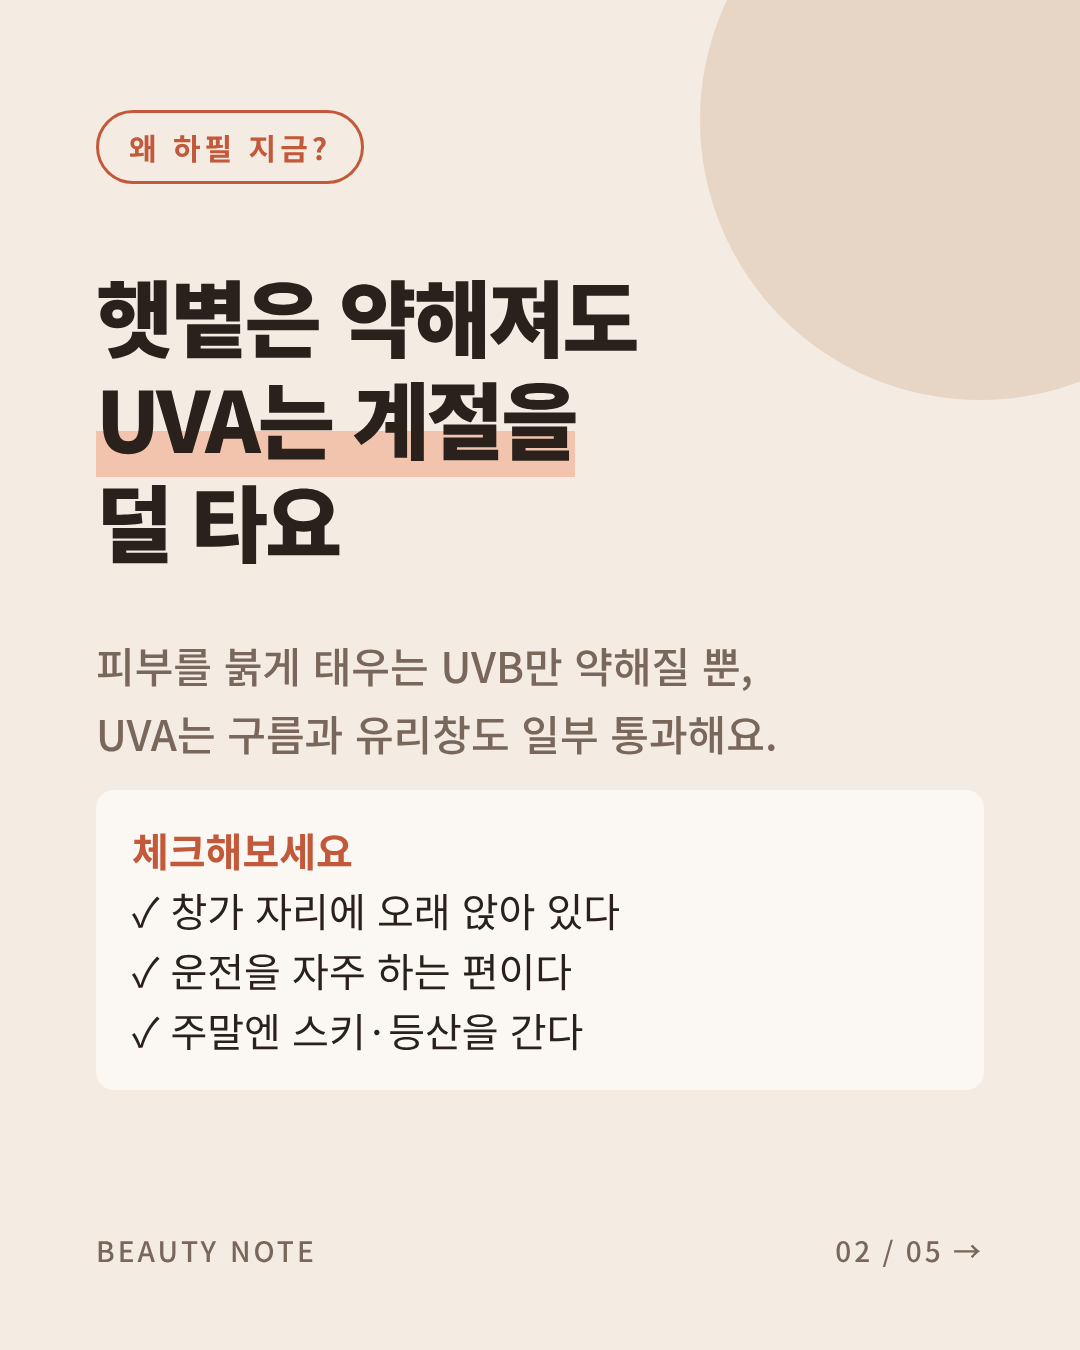 왜 하필 지금?
햇볕은 약해져도
UVA는 계절을
덜 타요
피부를 붉게 태우는 UVB만 약해질 뿐,
UVA는 구름과 유리창도 일부 통과해요.
체크해보세요
✓ 창가 자리에 오래 앉아 있다
✓ 운전을 자주 하는 편이다
✓ 주말엔 스키·등산을 간다
BEAUTY NOTE
02 / 05 →